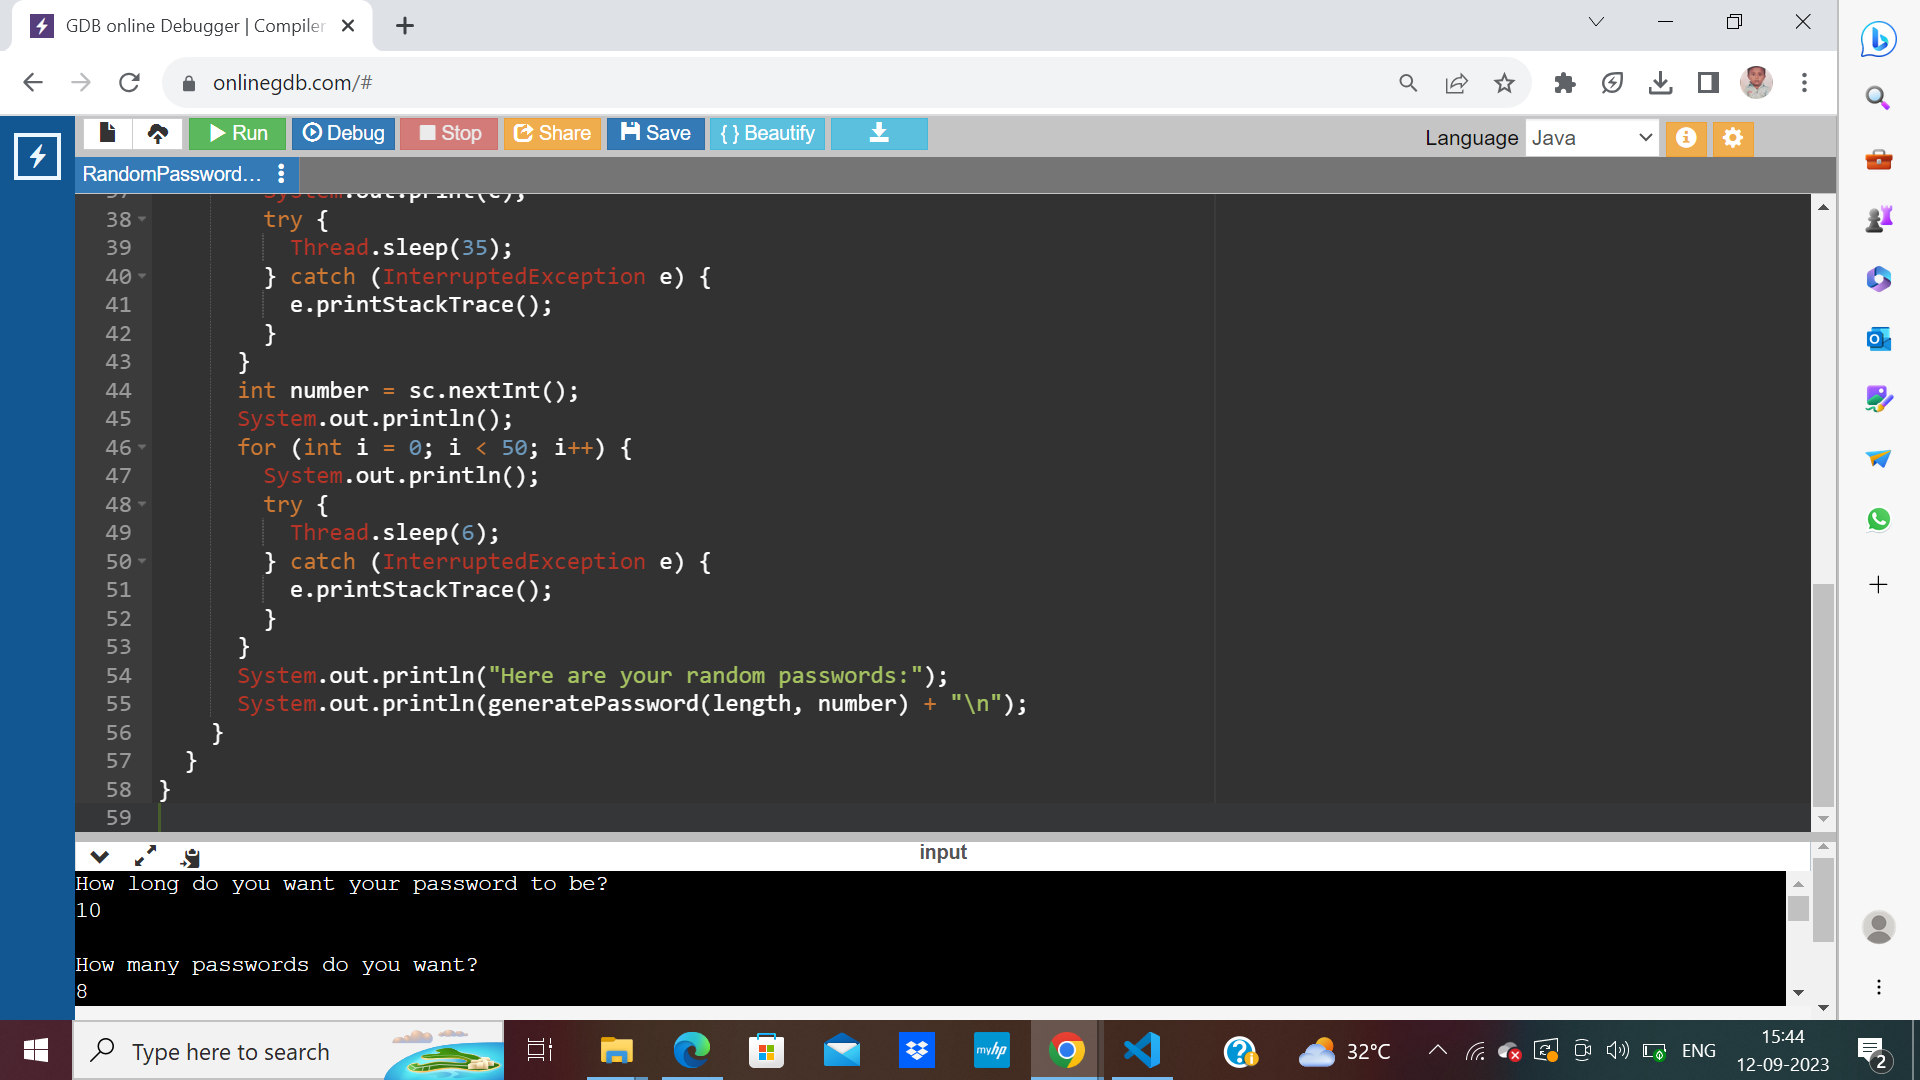 GDB online Debugger | Compiler
onlinegdb.com/#
Run Debug Stop Share Save { } Beautify Language Java
RandomPassword...
37 System.out.print(c);
38 try {
39 Thread.sleep(35);
40 } catch (InterruptedException e) {
41 e.printStackTrace();
42 }
43 }
44 int number = sc.nextInt();
45 System.out.println();
46 for (int i = 0; i < 50; i++) {
47 System.out.println();
48 try {
49 Thread.sleep(6);
50 } catch (InterruptedException e) {
51 e.printStackTrace();
52 }
53 }
54 System.out.println("Here are your random passwords:");
55 System.out.println(generatePassword(length, number) + "\n");
56 }
57 }
58 }
59
input
How long do you want your password to be?
10
How many passwords do you want?
8
Type here to search
myhp
32°C
ENG
15:44
12-09-2023
2